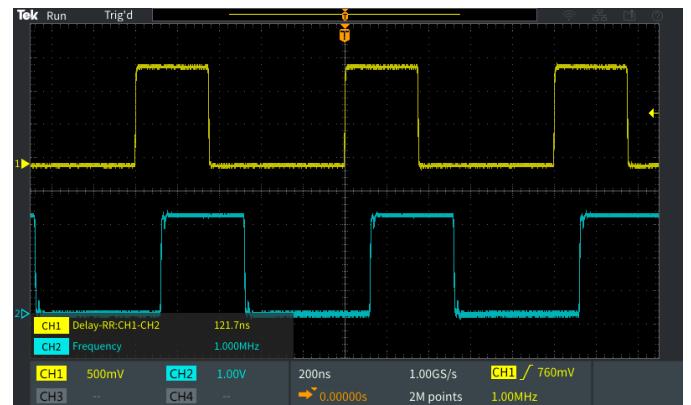 Tek Run Trig'd
T
T
1
2
CH1 Delay-RR:CH1-CH2 121.7ns
CH2 Frequency 1.000MHz
CH1 500mV CH2 1.00V 200ns 1.00GS/s CH1 760mV
CH3 -- CH4 -- 0.00000s 2M points 1.00MHz